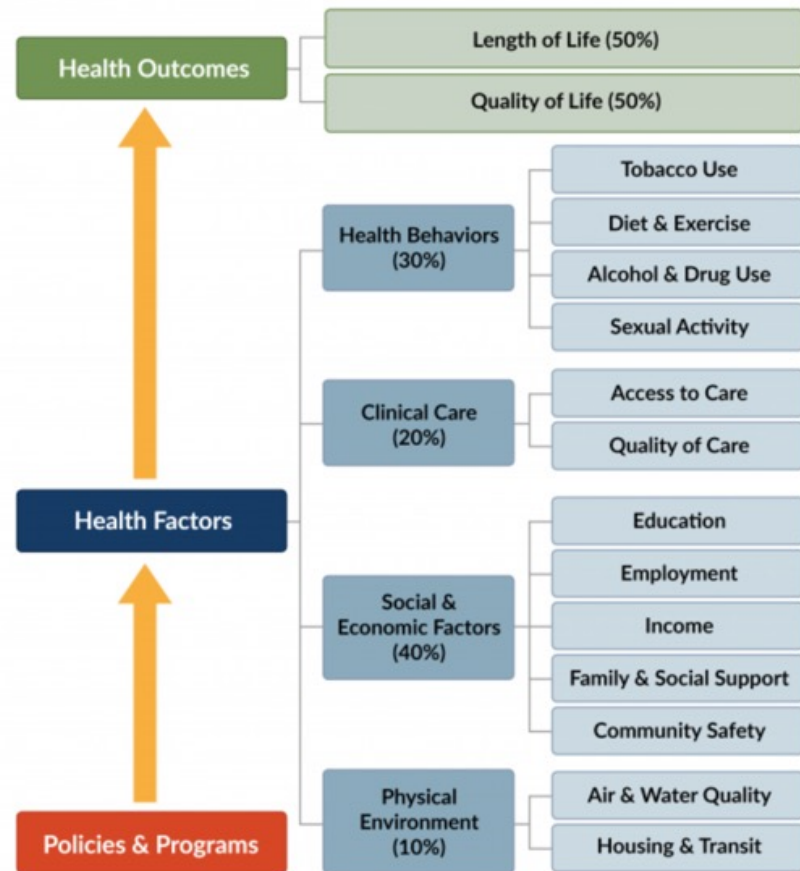 Health Outcomes
Length of Life (50%)
Quality of Life (50%)
Health Behaviors
(30%)
Tobacco Use
Diet & Exercise
Alcohol & Drug Use
Sexual Activity
Clinical Care
(20%)
Access to Care
Quality of Care
Health Factors
Social &
Economic Factors
(40%)
Education
Employment
Income
Family & Social Support
Community Safety
Physical
Environment
(10%)
Air & Water Quality
Housing & Transit
Policies & Programs